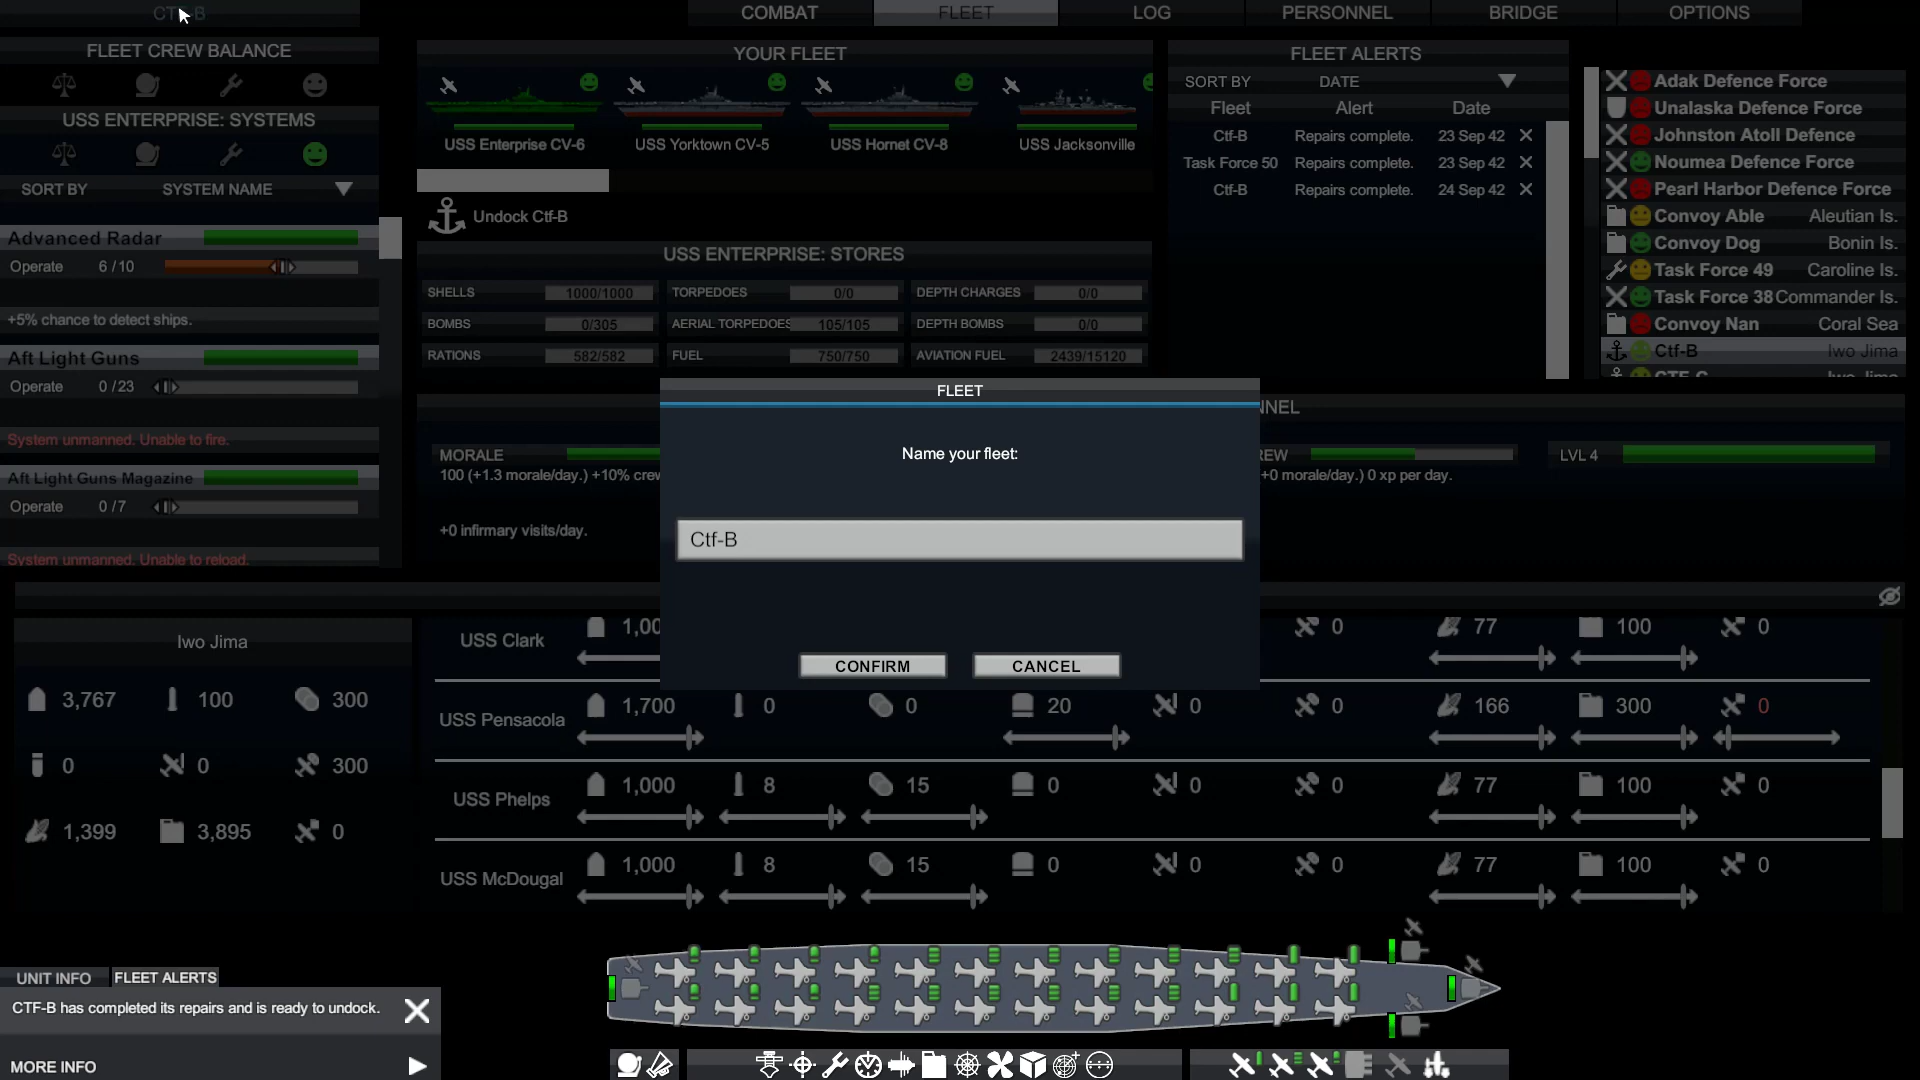 CTF-B
COMBAT
FLEET
LOG
PERSONNEL
BRIDGE
OPTIONS
FLEET CREW BALANCE
USS ENTERPRISE: SYSTEMS
SORT BY SYSTEM NAME
Advanced Radar
Operate 6 /10
+5% chance to detect ships.
Aft Light Guns
Operate 0 /23
System unmanned. Unable to fire.
Aft Light Guns Magazine
Operate 0 /7
System unmanned. Unable to reload.
YOUR FLEET
USS Enterprise CV-6
USS Yorktown CV-5
USS Hornet CV-8
USS Jacksonville
Undock Ctf-B
USS ENTERPRISE: STORES
SHELLS 1000/1000 TORPEDOES 0/0 DEPTH CHARGES 0/0
BOMBS 0/305 AERIAL TORPEDOES 105/105 DEPTH BOMBS 0/0
RATIONS 582/582 FUEL 750/750 AVIATION FUEL 2439/15120
FLEET ALERTS
SORT BY DATE
Fleet Alert Date
Ctf-B Repairs complete. 23 Sep 42
Task Force 50 Repairs complete. 23 Sep 42
Ctf-B Repairs complete. 24 Sep 42
Adak Defence Force
Unalaska Defence Force
Johnston Atoll Defence
Noumea Defence Force
Pearl Harbor Defence Force
Convoy Able Aleutian Is.
Convoy Dog Bonin Is.
Task Force 49 Caroline Is.
Task Force 38 Commander Is.
Convoy Nan Coral Sea
Ctf-B Iwo Jima
CTF-C Iwo Jima
MORALE
100 (+1.3 morale/day.) +10% crew
+0 infirmary visits/day.
NNEL
REW
+0 morale/day.) 0 xp per day.
LVL 4
FLEET
Name your fleet:
Ctf-B
CONFIRM
CANCEL
Iwo Jima
3,767 100 300
0 0 300
1,399 3,895 0
USS Clark 1,00 0 77 100 0
USS Pensacola 1,700 0 0 20 0 0 166 300 0
USS Phelps 1,000 8 15 0 0 0 77 100 0
USS McDougal 1,000 8 15 0 0 0 77 100 0
UNIT INFO
FLEET ALERTS
CTF-B has completed its repairs and is ready to undock.
MORE INFO